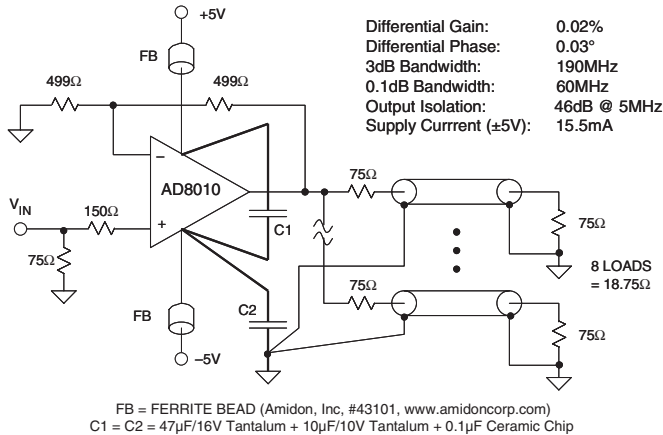 +5V
FB
499Ω
499Ω
Differential Gain: 0.02%
Differential Phase: 0.03°
3dB Bandwidth: 190MHz
0.1dB Bandwidth: 60MHz
Output Isolation: 46dB @ 5MHz
Supply Currrent (±5V): 15.5mA
–
AD8010
+
VIN
150Ω
75Ω
C1
75Ω
75Ω
8 LOADS
= 18.75Ω
FB
C2
75Ω
75Ω
–5V
FB = FERRITE BEAD (Amidon, Inc, #43101, www.amidoncorp.com)
C1 = C2 = 47μF/16V Tantalum + 10μF/10V Tantalum + 0.1μF Ceramic Chip